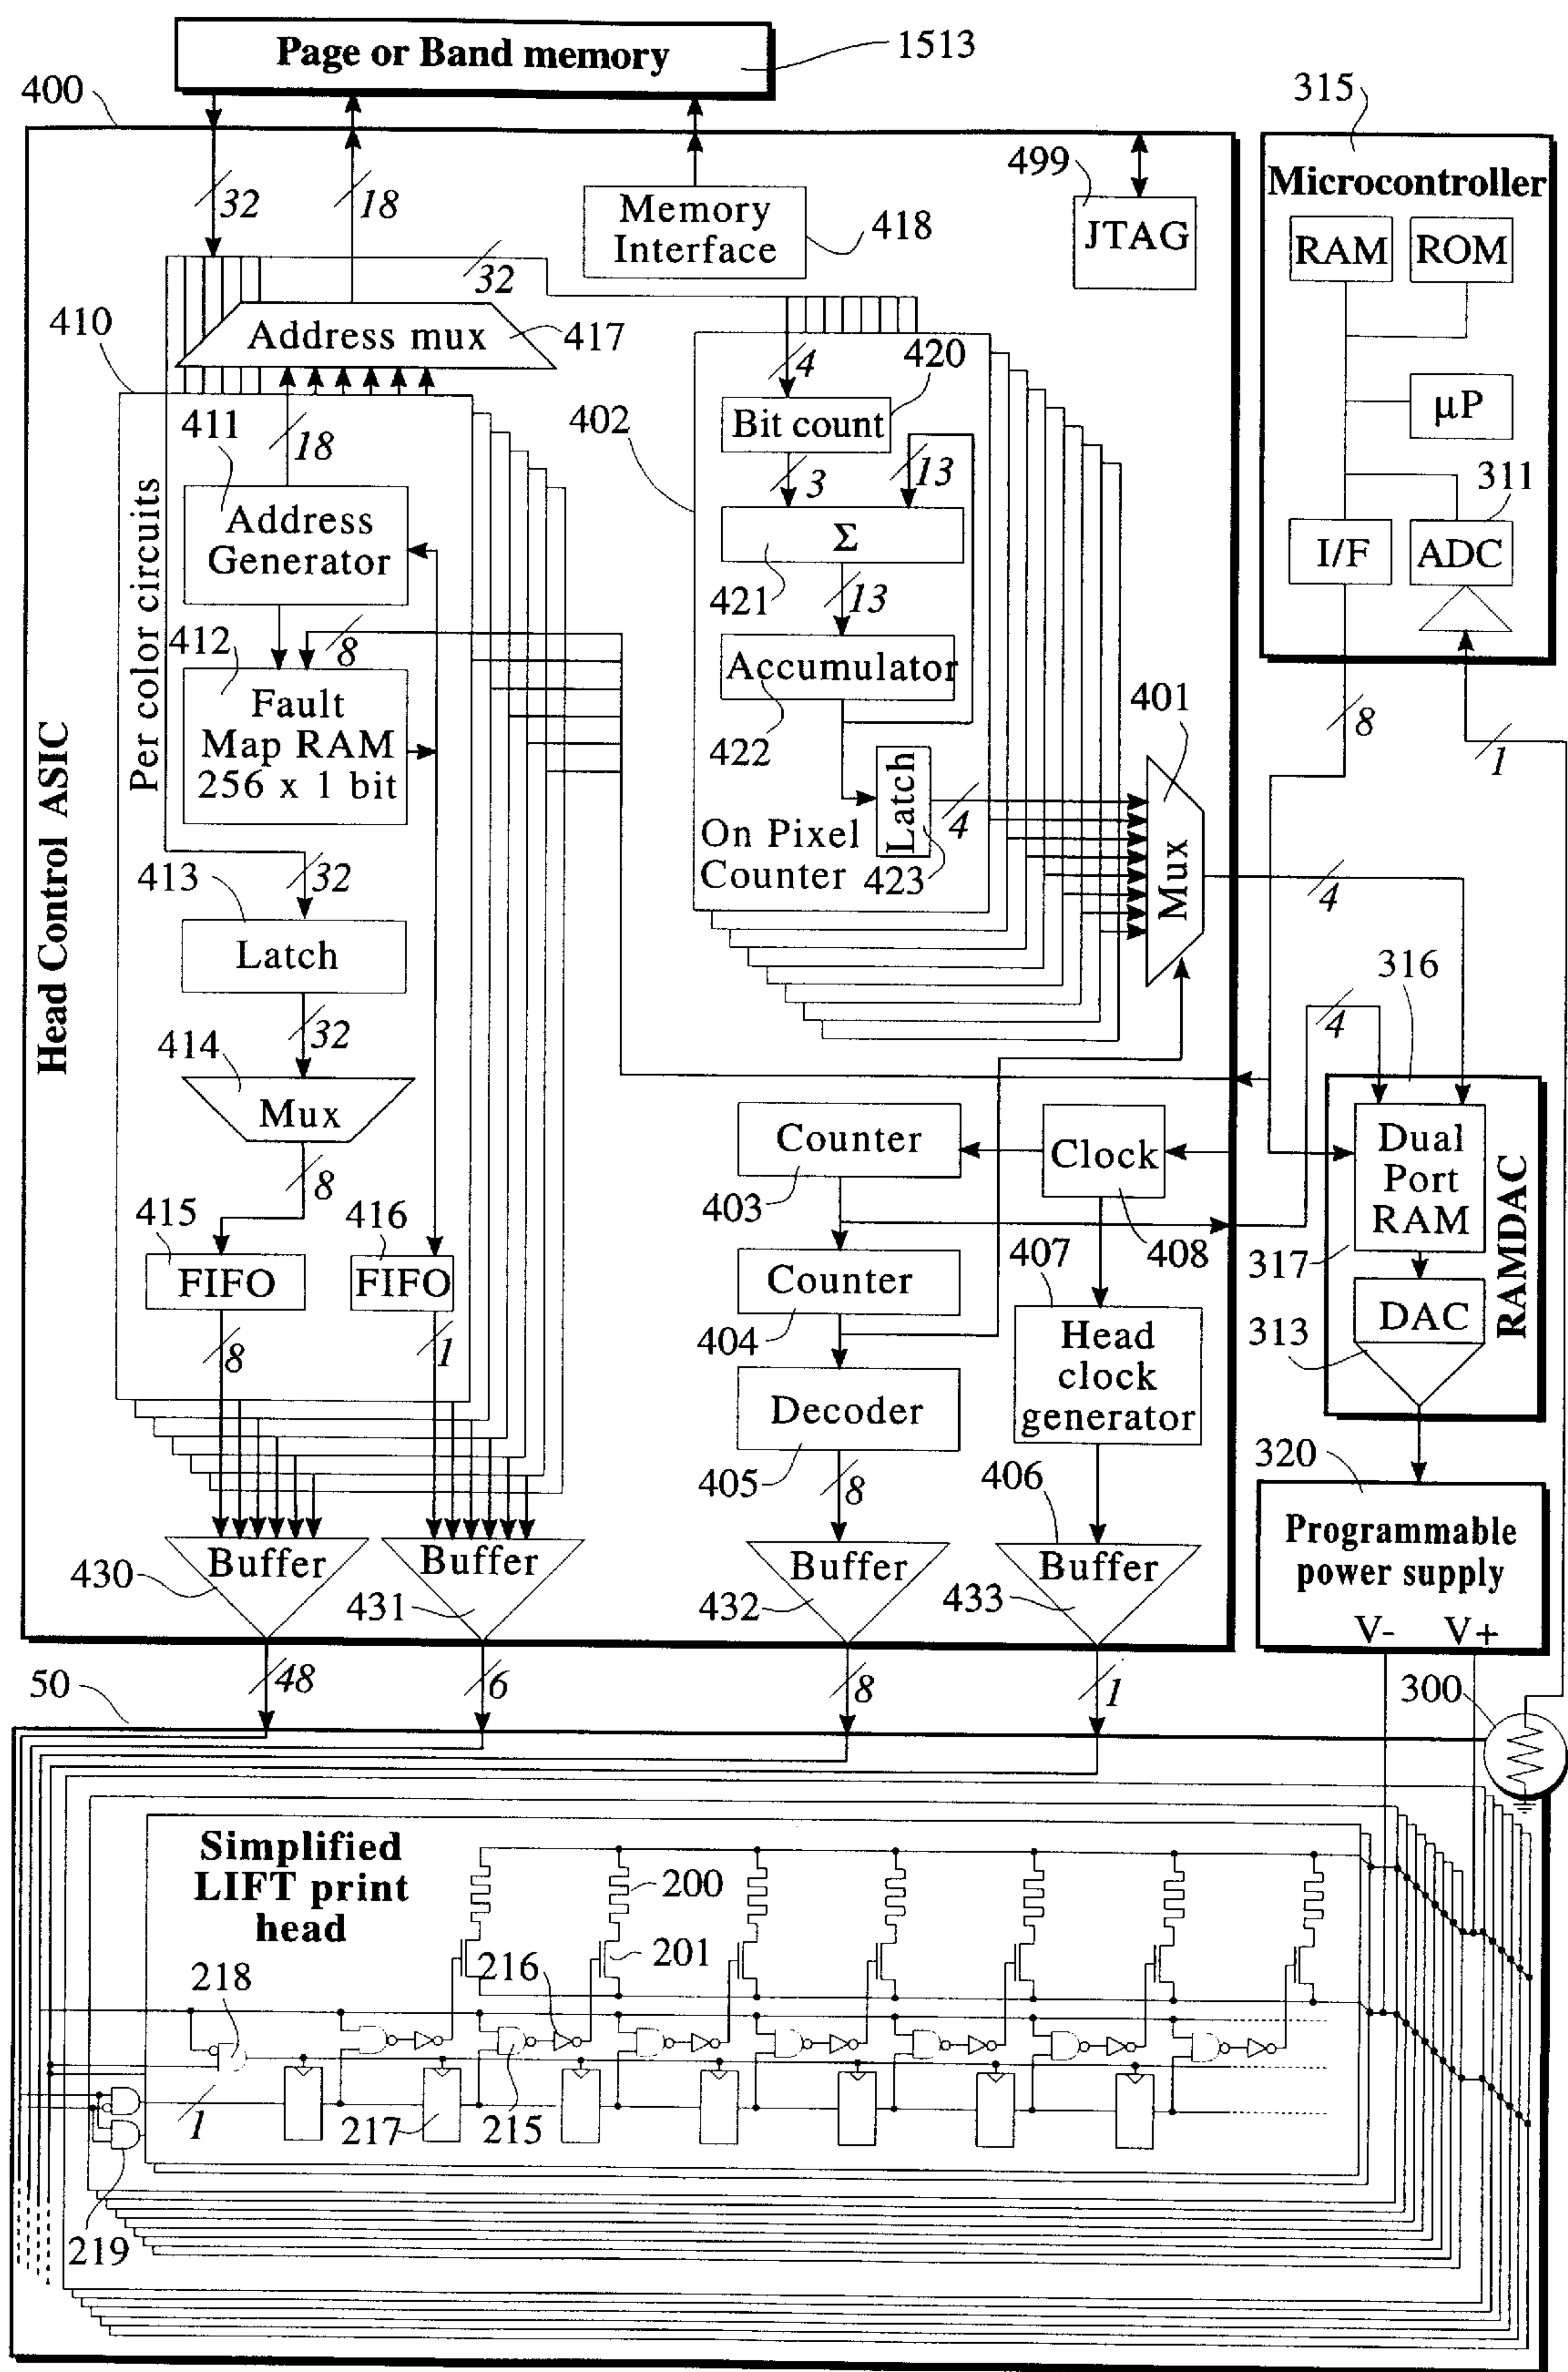 Page or Band memory
1513
400
315
Microcontroller
RAM
ROM
µP
311
I/F
ADC
8
1
32
18
Memory
Interface
418
499
JTAG
32
Address mux
417
410
Per color circuits
411
18
Address
Generator
412
8
Fault
Map RAM
256 x 1 bit
413
32
Latch
32
414
Mux
8
415
416
FIFO
FIFO
8
1
Head Control ASIC
402
4
420
Bit count
3
13
Σ
421
13
Accumulator
422
Latch
4
On Pixel
Counter
423
401
Mux
4
316
4
Dual
Port
RAM
RAMDAC
317
DAC
313
Counter
403
Clock
408
Counter
404
407
Head
clock
generator
Decoder
405
8
406
320
Programmable
power supply
V-
V+
Buffer
430
Buffer
431
Buffer
432
Buffer
433
48
6
8
1
50
300
Simplified
LIFT print
head
200
201
216
218
1
217
215
219